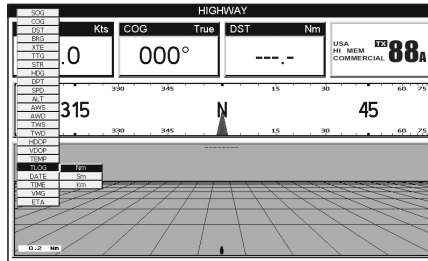 HIGHWAY
SOG
COG
DST
BRG
XTE
TTG
STR
HDG
DPT
SPD
ALT
AWS
AWD
TWS
TWD
HDOP
VDOP
TEMP
TLOG
DATE
TIME
VMG
ETA
Nm
Sm
Km
Kts
.0
COG True
000°
DST Nm
---.-
USA
HI MEM
COMMERCIAL
TX
88A
330 345 15 30 60 75
315 N 45
330 345 15 30 60 75
0.2 Nm